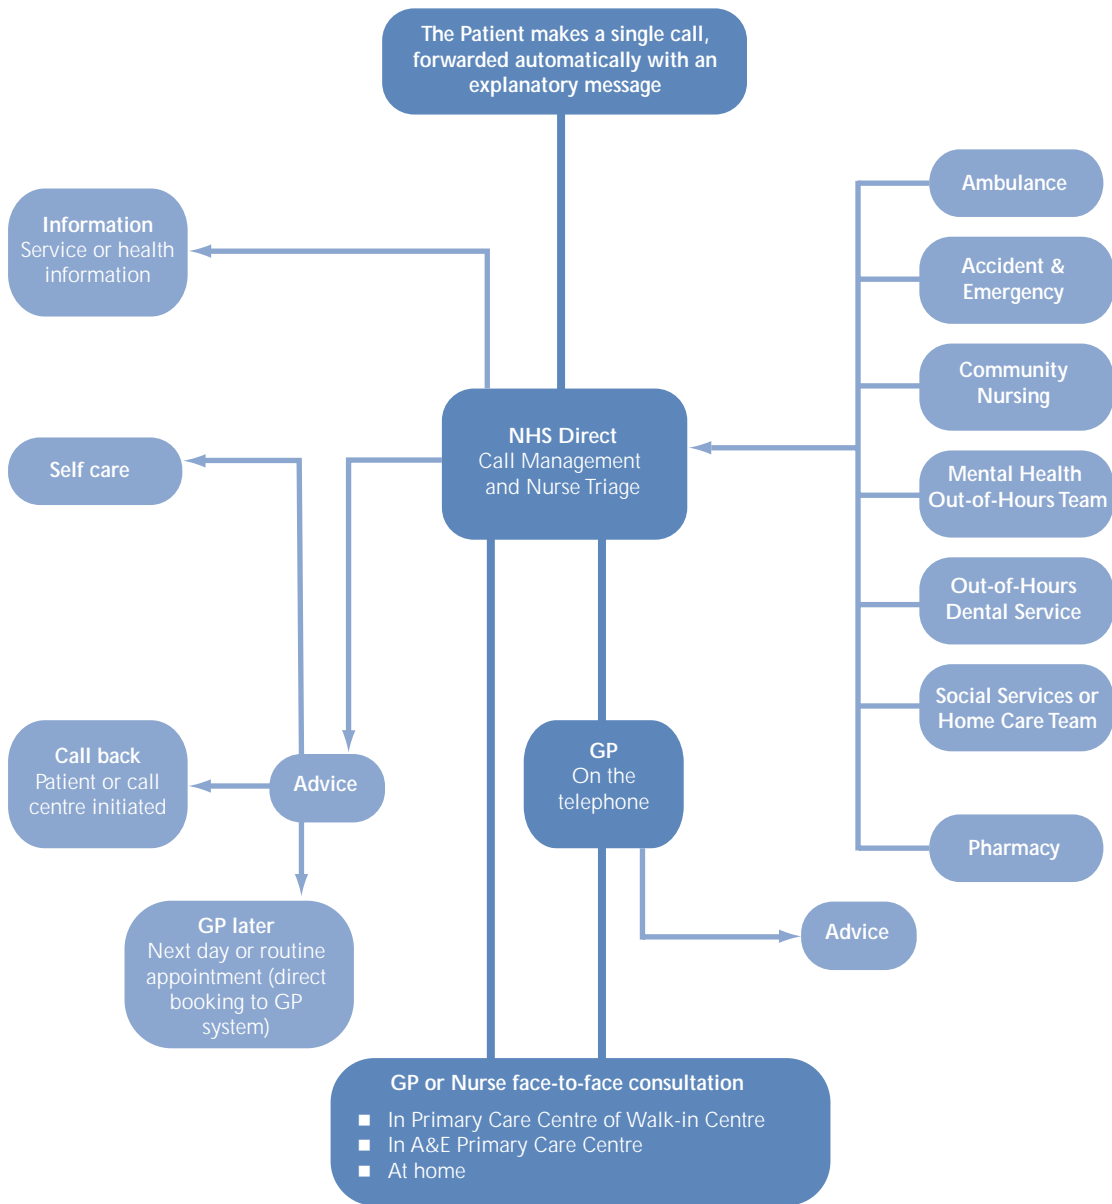 The Patient makes a single call,
forwarded automatically with an
explanatory message
Information
Service or health
information
Ambulance
Accident &
Emergency
Community
Nursing
NHS Direct
Call Management
and Nurse Triage
Self care
Mental Health
Out-of-Hours Team
Out-of-Hours
Dental Service
Social Services or
Home Care Team
Call back
Patient or call
centre initiated
Advice
GP
On the
telephone
Pharmacy
GP later
Next day or routine
appointment (direct
booking to GP
system)
Advice
GP or Nurse face-to-face consultation
■ In Primary Care Centre of Walk-in Centre
■ In A&E Primary Care Centre
■ At home